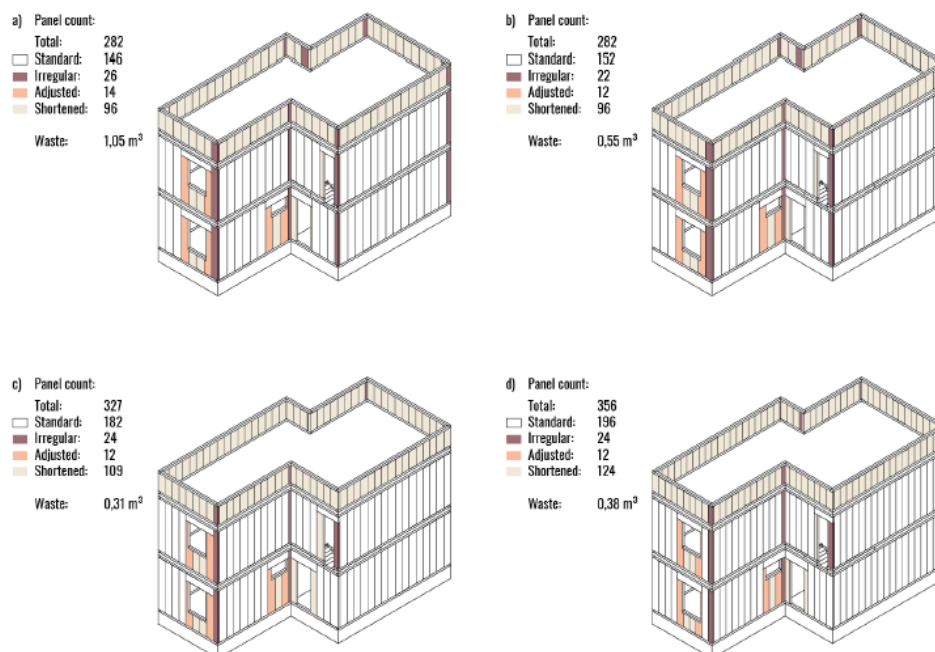 a) Panel count:
Total: 282
Standard: 146
Irregular: 26
Adjusted: 14
Shortened: 96
Waste: 1,05 m³
b) Panel count:
Total: 282
Standard: 152
Irregular: 22
Adjusted: 12
Shortened: 96
Waste: 0,55 m³
c) Panel count:
Total: 327
Standard: 182
Irregular: 24
Adjusted: 12
Shortened: 109
Waste: 0,31 m³
d) Panel count:
Total: 356
Standard: 196
Irregular: 24
Adjusted: 12
Shortened: 124
Waste: 0,38 m³